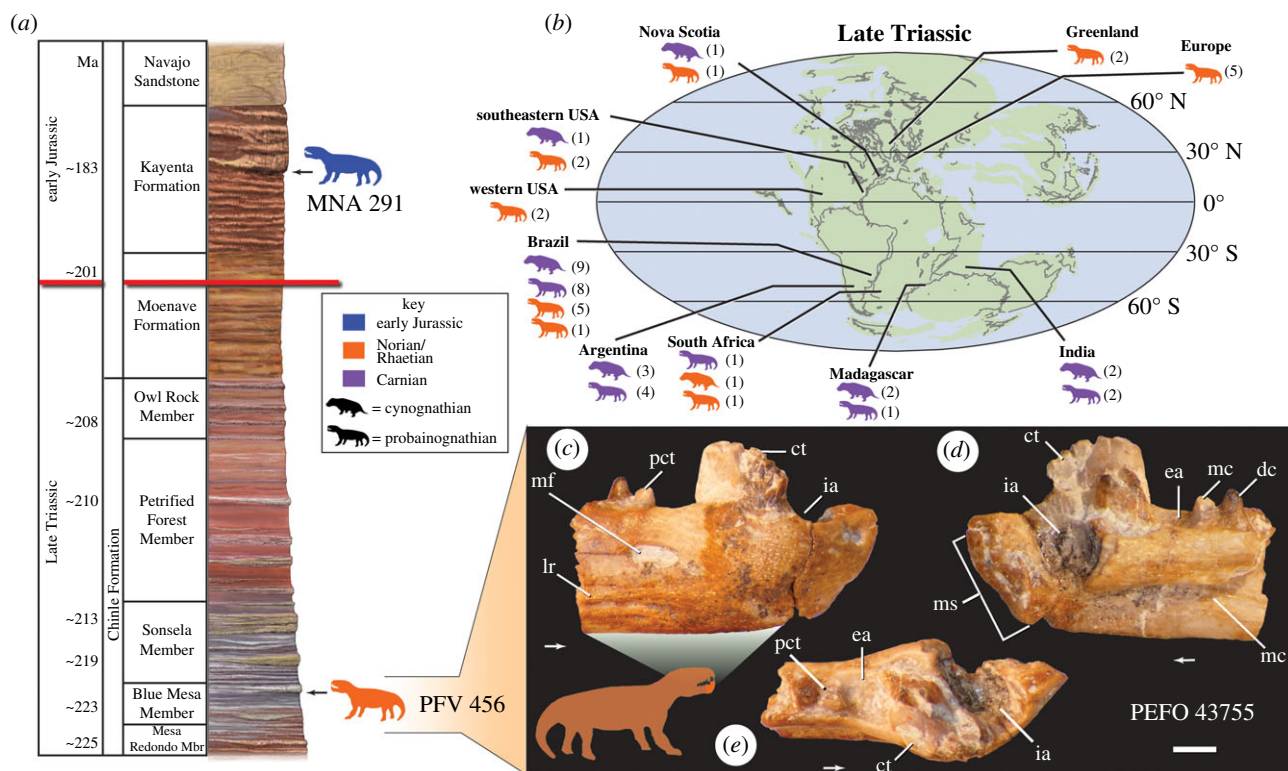 (a)
Ma
early Jurassic
~183
~201
Late Triassic
~208
~210
~213
~219
~223
~225
Chinle Formation
Navajo
Sandstone
Kayenta
Formation
Moenave
Formation
Owl Rock
Member
Petrified
Forest
Member
Sonsela
Member
Blue Mesa
Member
Mesa
Redondo Mbr
MNA 291
PFV 456
key
early Jurassic
Norian/
Rhaetian
Carnian
= cynognathian
= probainognathian
(b)
Late Triassic
Nova Scotia
(1)
(1)
Greenland
(2)
Europe
(5)
southeastern USA
(1)
(2)
western USA
(2)
Brazil
(9)
(8)
(5)
(1)
Argentina
(3)
(4)
South Africa
(1)
(1)
(1)
Madagascar
(2)
(1)
India
(2)
(2)
60° N
30° N
0°
30° S
60° S
(c)
pct
ct
mf
ia
lr
(d)
ct
ia
ea
mc
dc
ms
mc
(e)
pct
ea
ct
ia
PEFO 43755